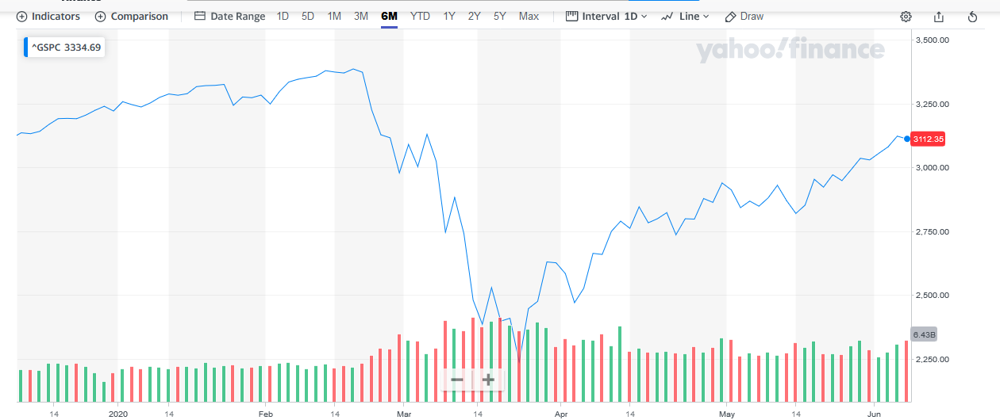 Indicators Comparison Date Range 1D 5D 1M 3M 6M YTD 1Y 2Y 5Y Max Interval 1D Line Draw
^GSPC 3334.69
yahoo!finance
3,500.00
3,250.00
3112.35
3,000.00
2,750.00
2,500.00
6.43B
2,250.00
14 2020 14 Feb 14 Mar 14 Apr 14 May 14 Jun